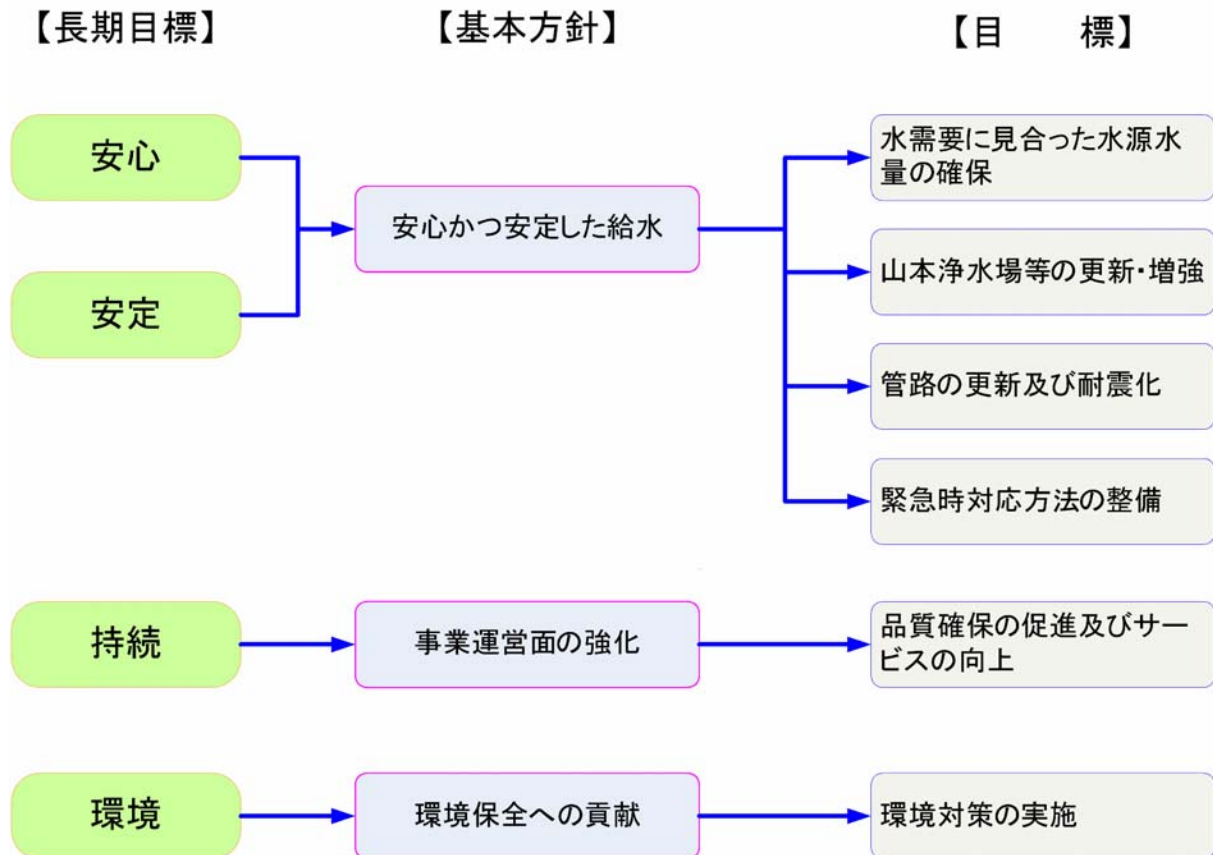 【長期目標】
【基本方針】
【目　　標】
安心
安定
安心かつ安定した給水
水需要に見合った水源水
量の確保
山本浄水場等の更新・増強
管路の更新及び耐震化
緊急時対応方法の整備
持続
事業運営面の強化
品質確保の促進及びサー
ビスの向上
環境
環境保全への貢献
環境対策の実施